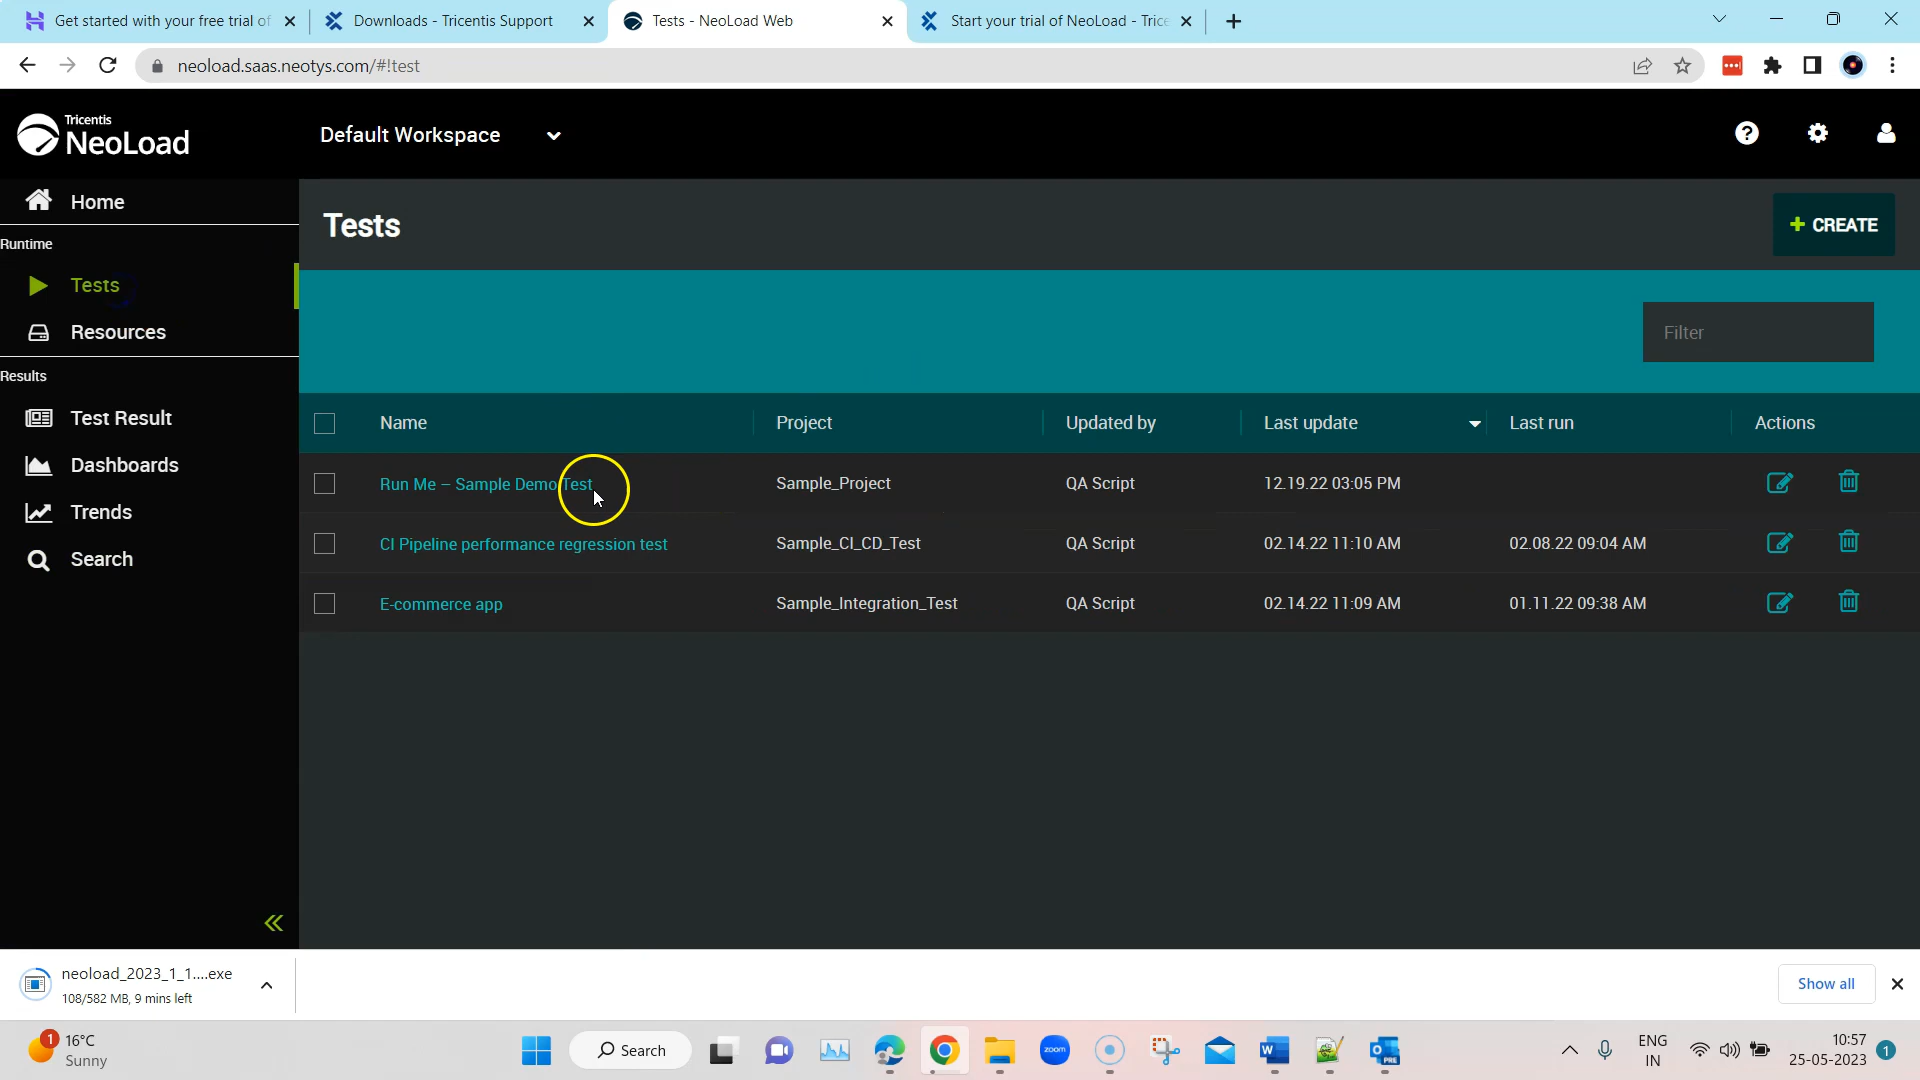 Get started with your free trial of
Downloads - Tricentis Support
Tests - NeoLoad Web
Start your trial of NeoLoad - Trice
neoload.saas.neotys.com/#!test
Tricentis
NeoLoad
Default Workspace
Home
Runtime
Tests
Resources
Results
Test Result
Dashboards
Trends
Search
Tests
+ CREATE
Filter
Name Project Updated by Last update Last run Actions
Run Me – Sample Demo Test Sample_Project QA Script 12.19.22 03:05 PM
CI Pipeline performance regression test Sample_CI_CD_Test QA Script 02.14.22 11:10 AM 02.08.22 09:04 AM
E-commerce app Sample_Integration_Test QA Script 02.14.22 11:09 AM 01.11.22 09:38 AM
neoload_2023_1_1....exe
108/582 MB, 9 mins left
Show all
1
16°C
Sunny
Search
zoom
W
PRE
ENG
IN
10:57
25-05-2023
1